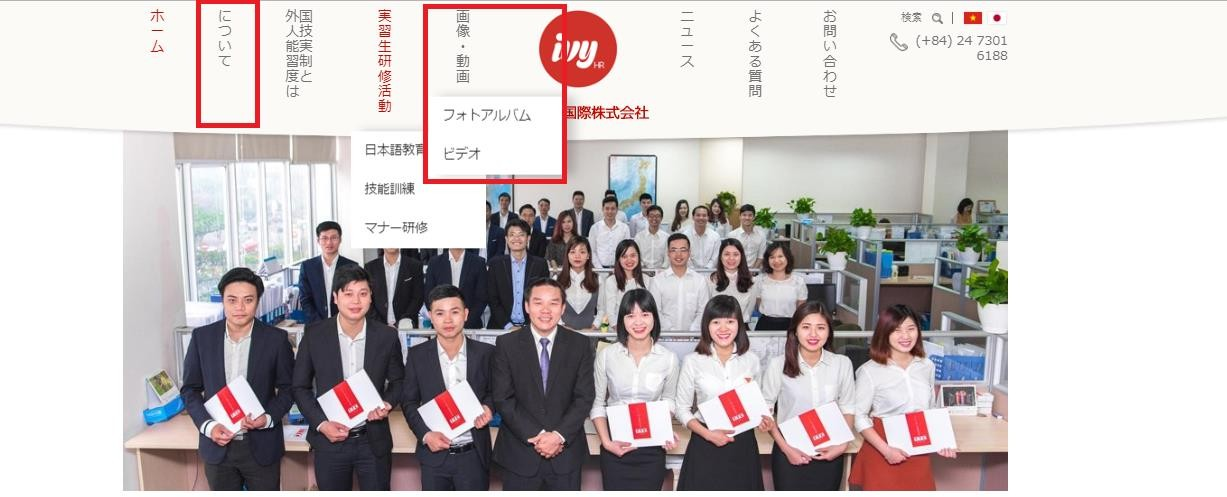 ホーム
について
外国人技能実習制度とは
実習生研修活動
画像・動画
ivy
HR
国際株式会社
ニュース
よくある質問
お問い合わせ
検索
(+84) 24 7301
6188
フォトアルバム
ビデオ
日本語教育
技能訓練
マナー研修